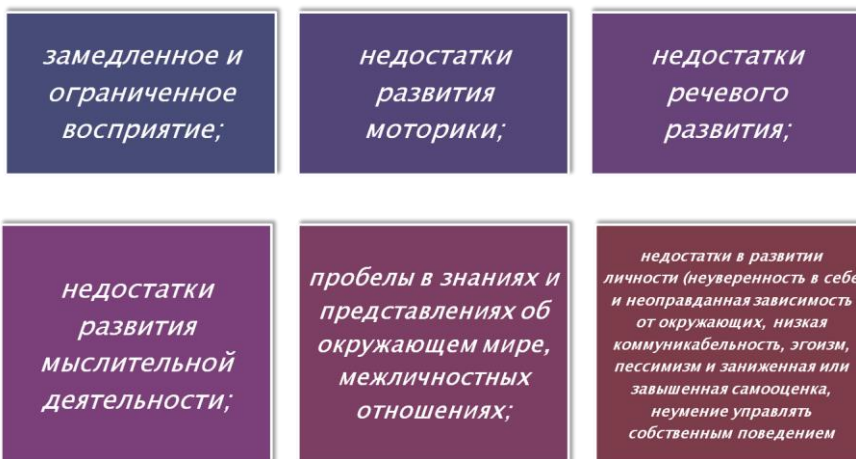 замедленное и
ограниченное
восприятие;
недостатки
развития
моторики;
недостатки
речевого
развития;
недостатки
развития
мыслительной
деятельности;
пробелы в знаниях и
представлениях об
окружающем мире,
межличностных
отношениях;
недостатки в развитии
личности (неуверенность в себе
и неоправданная зависимость
от окружающих, низкая
коммуникабельность, эгоизм,
пессимизм и заниженная или
завышенная самооценка,
неумение управлять
собственным поведением